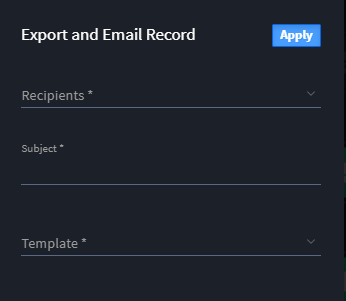 Export and Email Record
Apply
Recipients *
Subject *
Template *